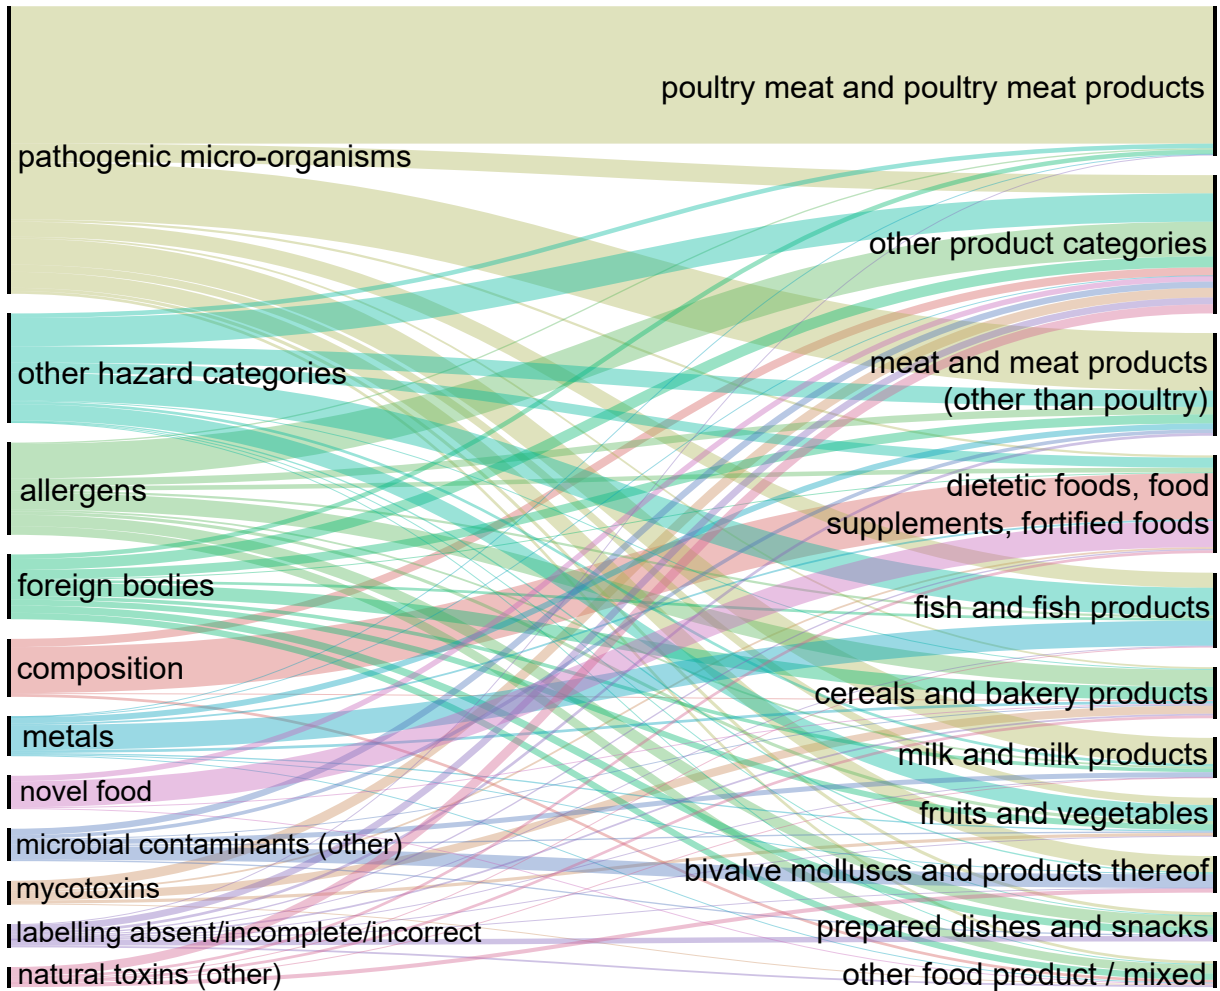 pathogenic micro-organisms
other hazard categories
allergens
foreign bodies
composition
metals
novel food
microbial contaminants (other)
mycotoxins
labelling absent/incomplete/incorrect
natural toxins (other)
poultry meat and poultry meat products
other product categories
meat and meat products
(other than poultry)
dietetic foods, food
supplements, fortified foods
fish and fish products
cereals and bakery products
milk and milk products
fruits and vegetables
bivalve molluscs and products thereof
prepared dishes and snacks
other food product / mixed